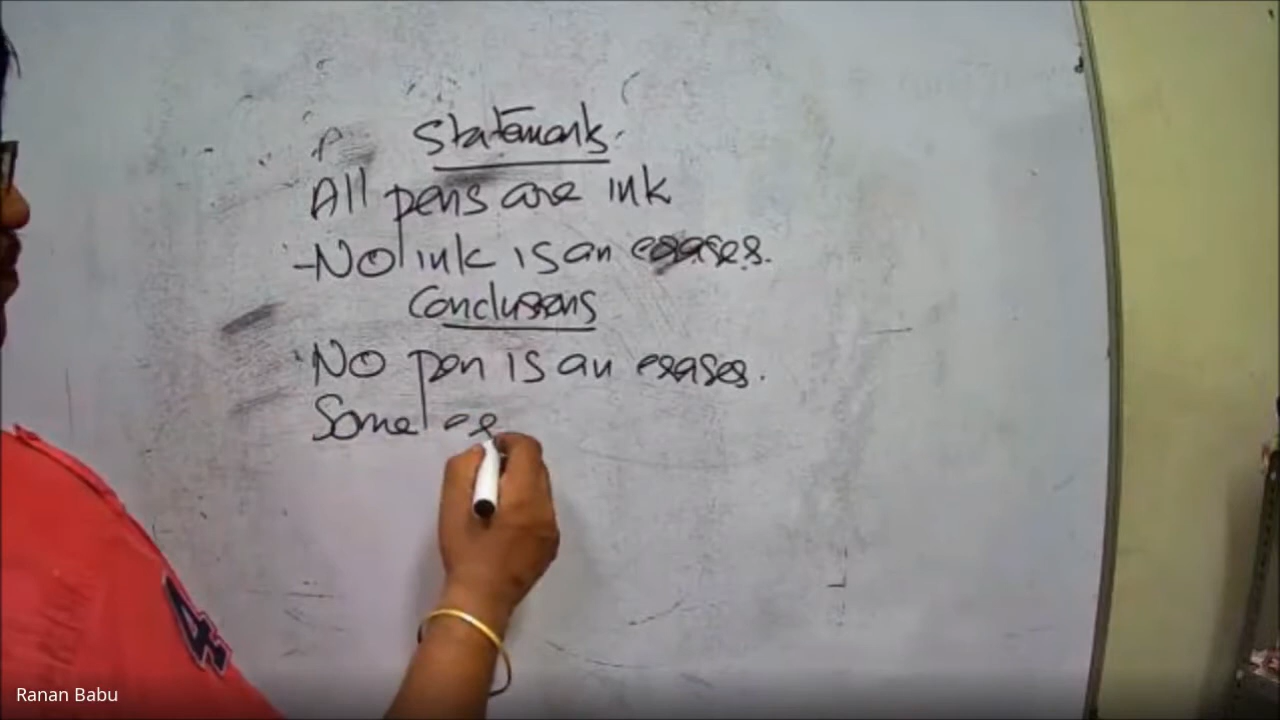 Statements.
All pens are ink
-No ink is an erases.
Conclusions
No pen is an erases.
Some
Ranan Babu